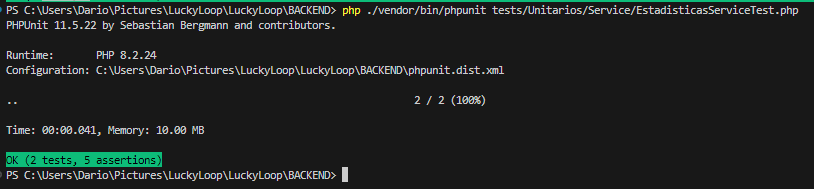 PS C:\Users\Dario\Pictures\LuckyLoop\LuckyLoop\BACKEND> php ./vendor/bin/phpunit tests/Unitarios/Service/EstadisticasServiceTest.php
PHPUnit 11.5.22 by Sebastian Bergmann and contributors.
Runtime:       PHP 8.2.24
Configuration: C:\Users\Dario\Pictures\LuckyLoop\LuckyLoop\BACKEND\phpunit.dist.xml
..                                                                  2 / 2 (100%)
Time: 00:00.041, Memory: 10.00 MB
OK (2 tests, 5 assertions)
PS C:\Users\Dario\Pictures\LuckyLoop\LuckyLoop\BACKEND>